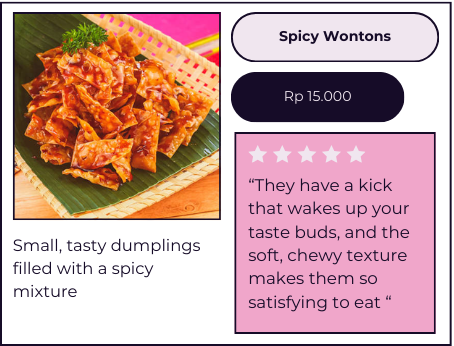 Spicy Wontons
Rp 15.000
“They have a kick
that wakes up your
taste buds, and the
soft, chewy texture
makes them so
satisfying to eat “
Small, tasty dumplings
filled with a spicy
mixture